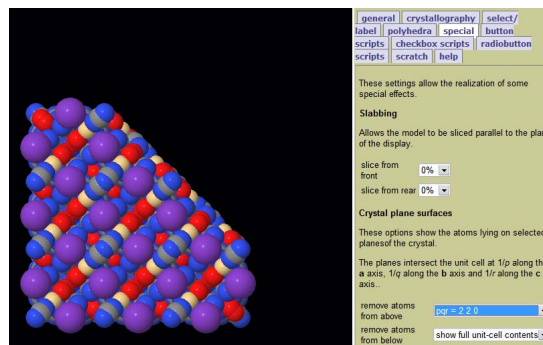 general crystallography select/
label polyhedra special button
scripts checkbox scripts radiobutton
scripts scratch help
These settings allow the realization of some
special effects.
Slabbing
Allows the model to be sliced parallel to the plan
of the display.
slice from
front 0%
slice from rear 0%
Crystal plane surfaces
These options show the atoms lying on selected
planesof the crystal.
The planes intersect the unit cell at 1/p along th
a axis, 1/q along the b axis and 1/r along the c
axis..
remove atoms
from above pqr = 2 2 0
remove atoms
from below show full unit-cell contents